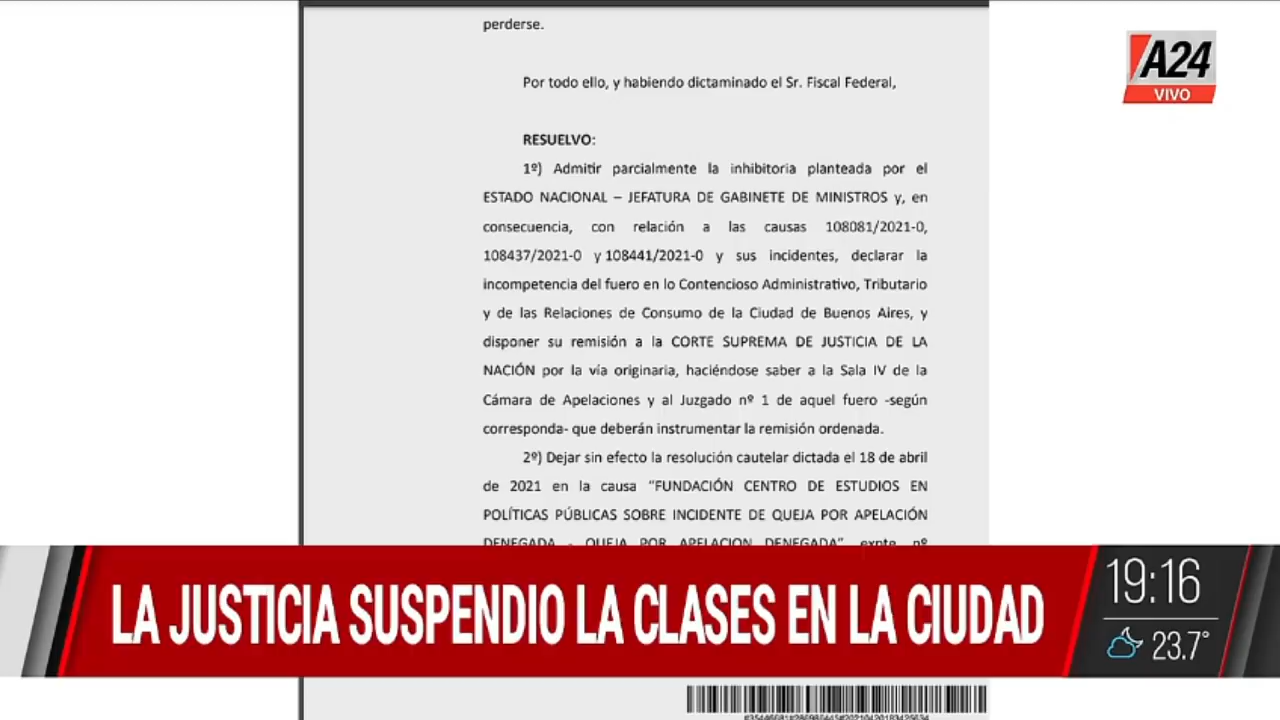 perderse.
Por todo ello, y habiendo dictaminado el Sr. Fiscal Federal,
RESUELVO:
1º) Admitir parcialmente la inhibitoria planteada por el
ESTADO NACIONAL – JEFATURA DE GABINETE DE MINISTROS y, en
consecuencia, con relación a las causas 108081/2021-0,
108437/2021-0 y 108441/2021-0 y sus incidentes, declarar la
incompetencia del fuero en lo Contencioso Administrativo, Tributario
y de las Relaciones de Consumo de la Ciudad de Buenos Aires, y
disponer su remisión a la CORTE SUPREMA DE JUSTICIA DE LA
NACIÓN por la vía originaria, haciéndose saber a la Sala IV de la
Cámara de Apelaciones y al Juzgado nº 1 de aquel fuero -según
corresponda- que deberán instrumentar la remisión ordenada.
2º) Dejar sin efecto la resolución cautelar dictada el 18 de abril
de 2021 en la causa “FUNDACIÓN CENTRO DE ESTUDIOS EN
POLÍTICAS PÚBLICAS SOBRE INCIDENTE DE QUEJA POR APELACIÓN
DENEGADA - QUEJA POR APELACION DENEGADA”, expte. nº
A24
VIVO
LA JUSTICIA SUSPENDIO LA CLASES EN LA CIUDAD
19:16
23.7°